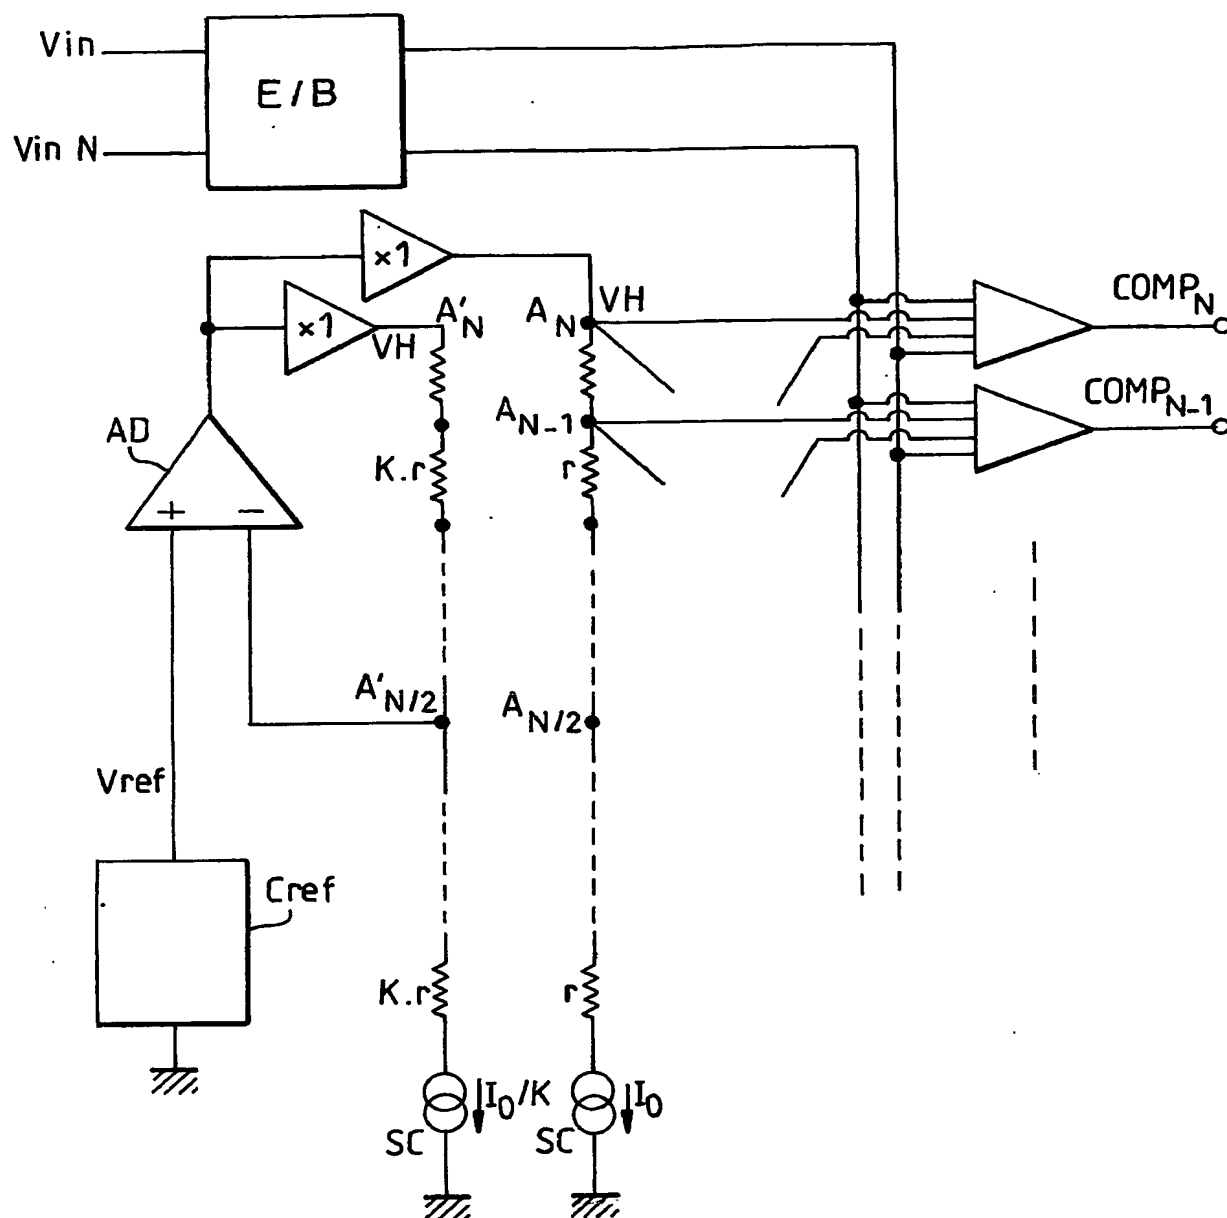 Vin
E/B
Vin N
×1
×1
VH
A'N
AN
VH
COMPN
AN-1
COMPN-1
AD
K.r
r
+
−
A'N/2
AN/2
Vref
Cref
K.r
r
I0/K
I0
SC
SC